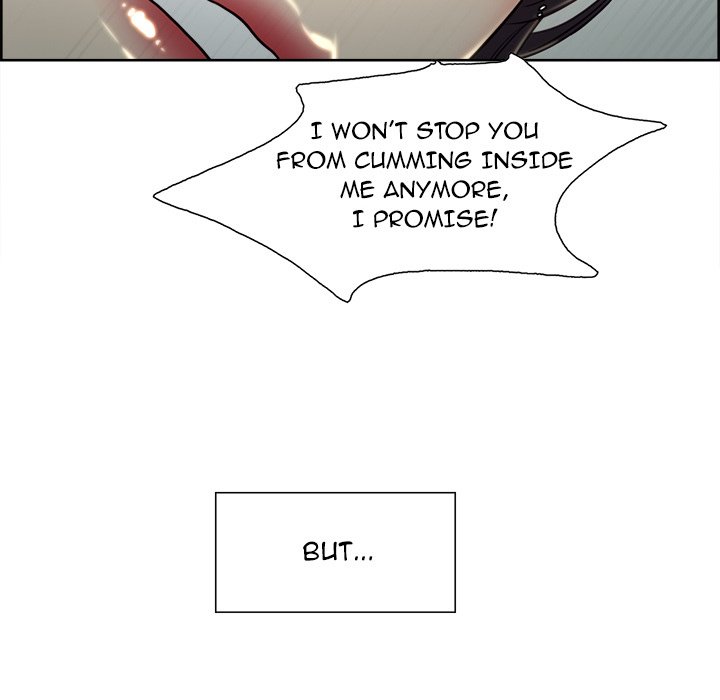 I WON'T STOP YOU
FROM CUMMING INSIDE
ME ANYMORE,
I PROMISE!
BUT...